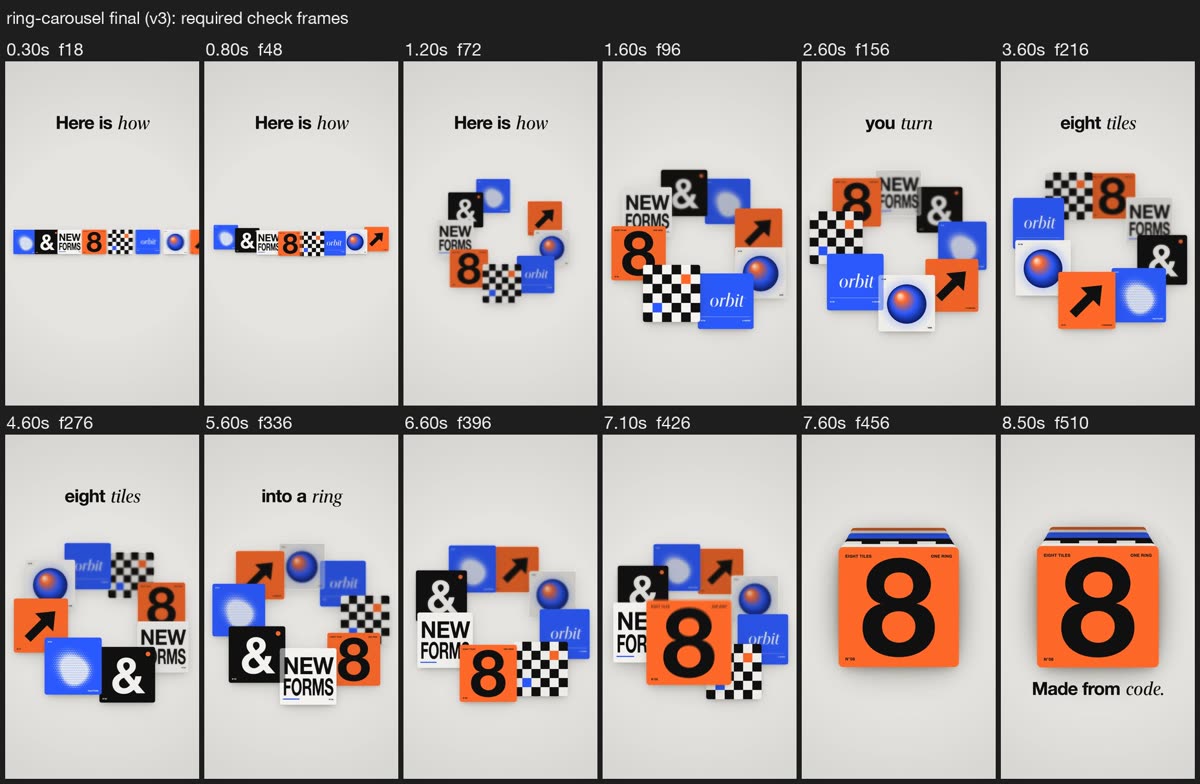 ring-carousel final (v3): required check frames
0.30s f18
0.80s f48
1.20s f72
1.60s f96
2.60s f156
3.60s f216
Here is how
& NEW FORMS 8 orbit
Here is how
& NEW FORMS 8 orbit
Here is how
&
NEW
FORMS
8
orbit
&
NEW
FORMS
8
orbit
you turn
8
NEW
FORMS
&
orbit
eight tiles
8
orbit
NEW
FORMS
&
4.60s f276
5.60s f336
6.60s f396
7.10s f426
7.60s f456
8.50s f510
eight tiles
orbit
8
NEW
FORMS
&
into a ring
orbit
&
8
NEW
FORMS
&
NEW
FORMS
orbit
8
&
NE
FOR
8
orbit
EIGHT TILES ONE RING
8
N°08
EIGHT TILES ONE RING
8
N°08
Made from code.